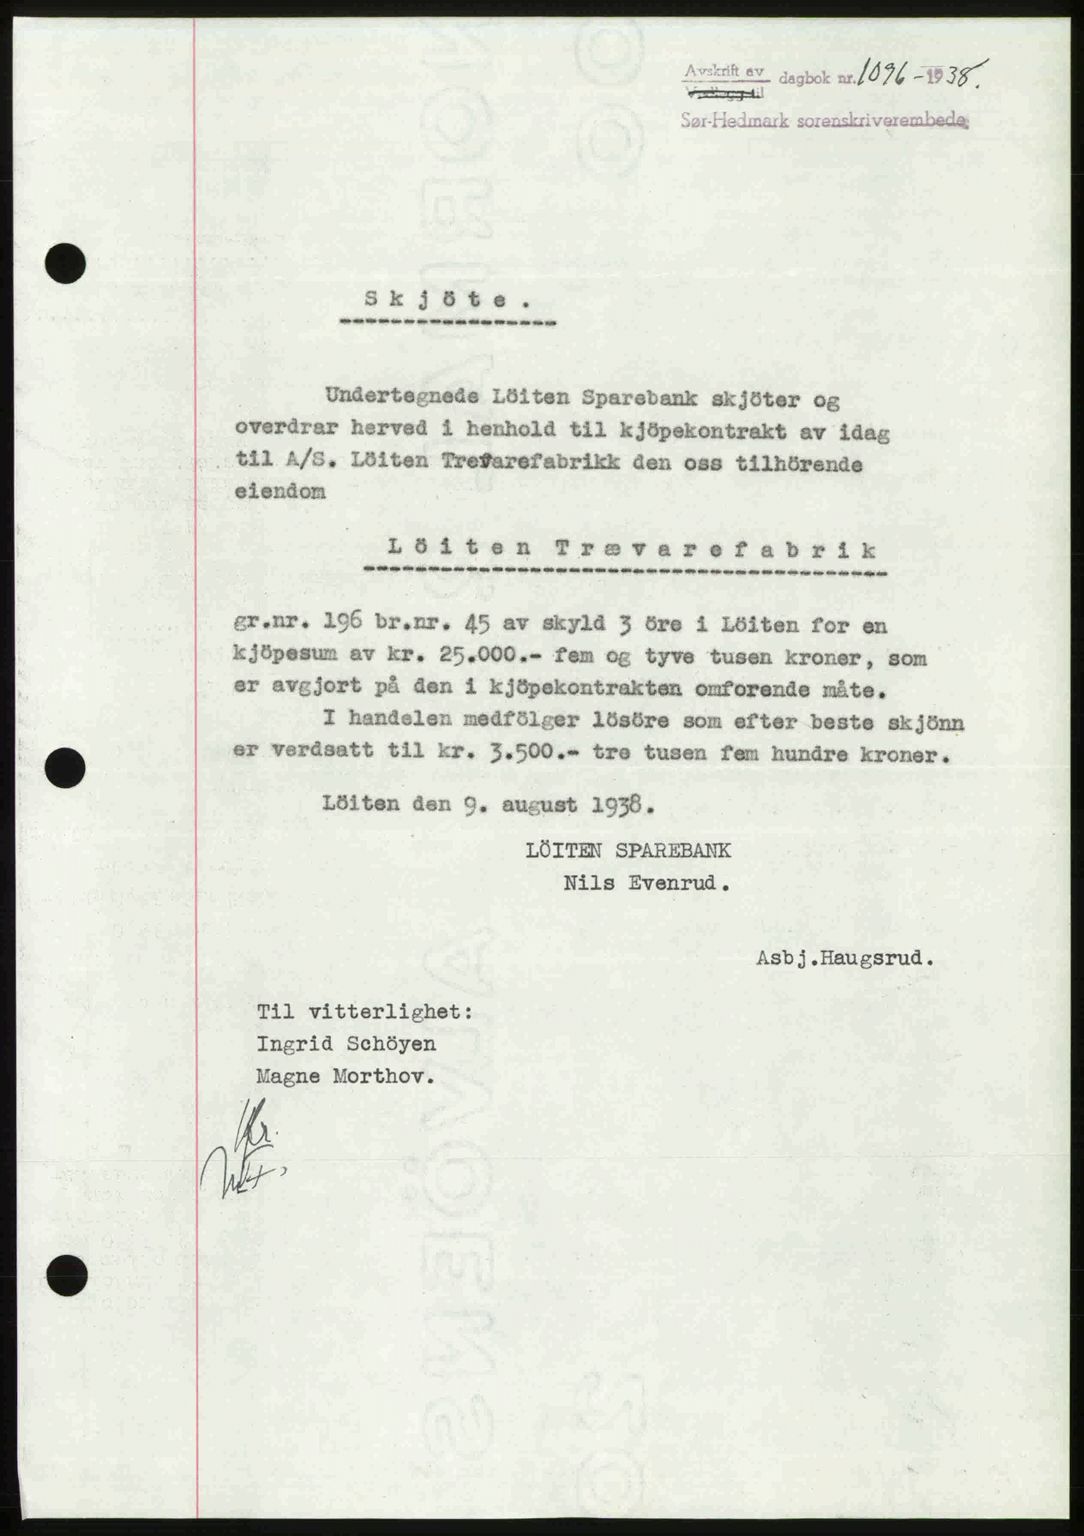 Avskrift av dagbok nr. 1096-1938.
Sør-Hedmark sorenskriverembede
Skjöte.
Undertegnede Löiten Sparebank skjöter og
overdrar herved i henhold til kjöpekontrakt av idag
til A/S. Löiten Trevarefabrikk den oss tilhörende
eiendom
Löiten Trævarefabrik
gr.nr. 196 br.nr. 45 av skyld 3 öre i Löiten for en
kjöpesum av kr. 25.000.- fem og tyve tusen kroner, som
er avgjort på den i kjöpekontrakten omforende måte.
I handelen medfölger lösöre som efter beste skjönn
er verdsatt til kr. 3.500.- tre tusen fem hundre kroner.
Löiten den 9. august 1938.
LÖITEN SPAREBANK
Nils Evenrud.
Asbj.Haugsrud.
Til vitterlighet:
Ingrid Schöyen
Magne Morthov.